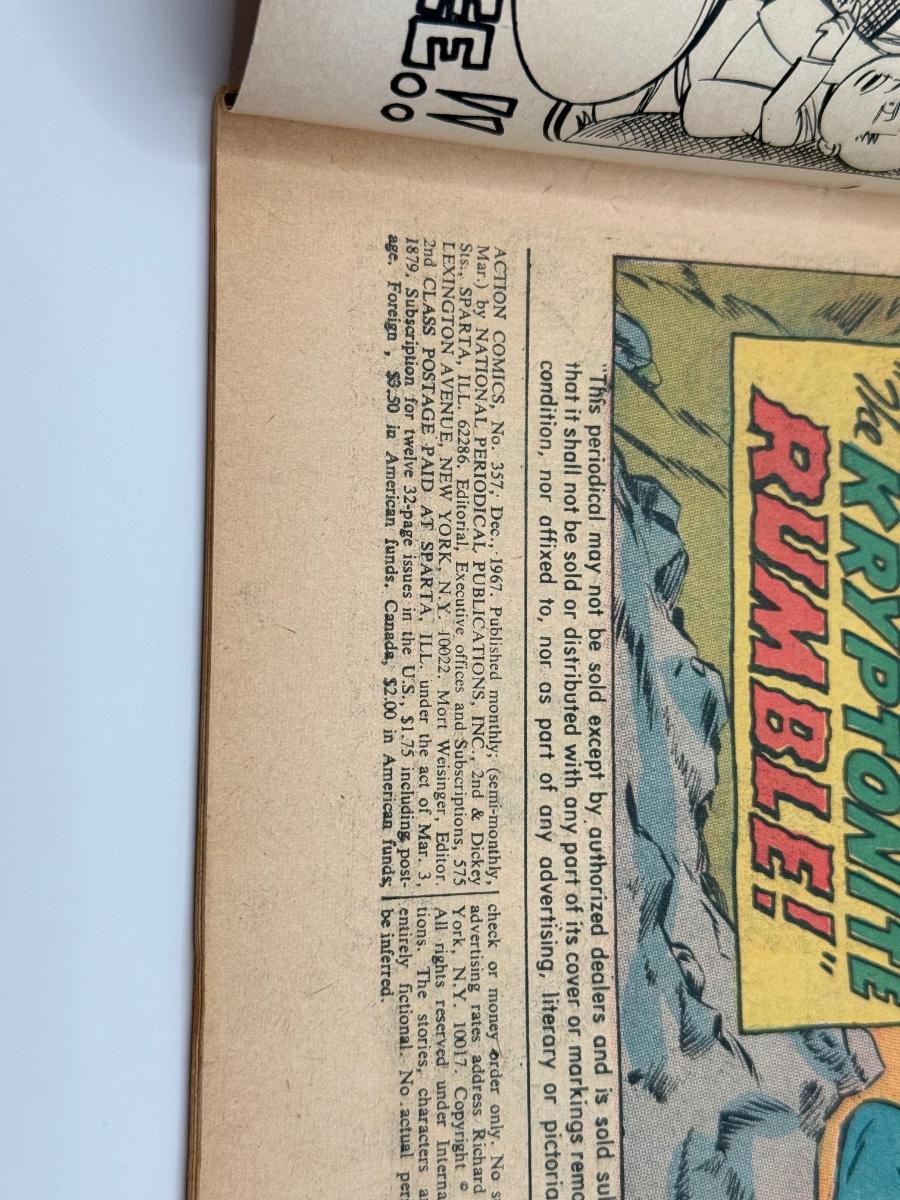 "The KRYPTONITE
RUMBLE!"
"This periodical may not be sold except by authorized dealers and is sold
that it shall not be sold or distributed with any part of its cover or markings
condition, nor affixed to, nor as part of any advertising, literary or
ACTION COMICS, No. 357, Dec., 1967. Published monthly; (semi-monthly,
Mar.) by NATIONAL PERIODICAL PUBLICATIONS, INC., 2nd & Dickey
Sts., SPARTA, ILL. 62286. Editorial, Executive offices and Subscriptions, 575
LEXINGTON AVENUE, NEW YORK, N.Y. 10022. Mort Weisinger, Editor.
2nd CLASS POSTAGE PAID AT SPARTA, ILL. under the act of Mar. 3,
1879. Subscription for twelve 32-page issues in the U.S., $1.75 including post-
age. Foreign, $3.50 in American funds. Canada, $2.00 in American funds;
check or money order only. No
advertising rates address Richard
York, N.Y. 10017. Copyright ©
All rights reserved under
tions. The stories, characters
entirely fictional. No actual
be inferred.